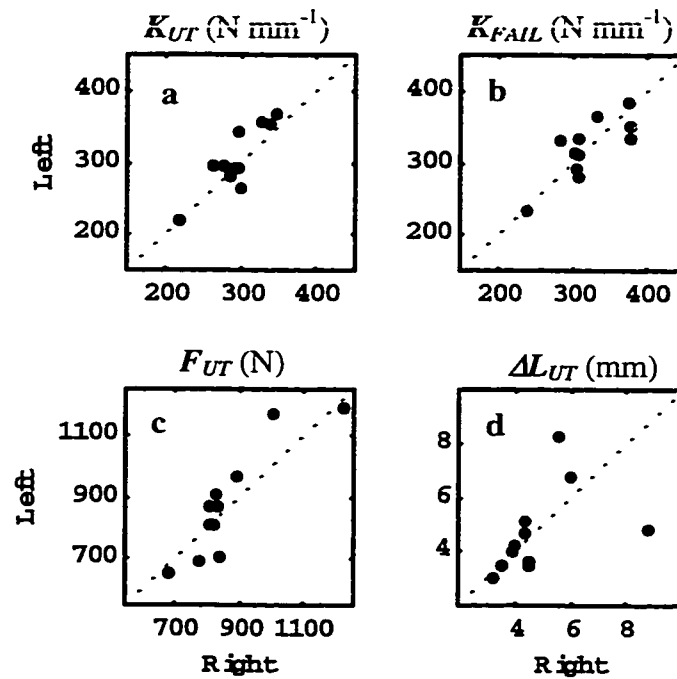 K_UT (N mm⁻¹)
K_FAIL (N mm⁻¹)
a
b
400
300
200
Left
200 300 400
400
300
200
200 300 400
F_UT (N)
ΔL_UT (mm)
c
d
1100
900
700
Left
700 900 1100
Right
8
6
4
4 6 8
Right